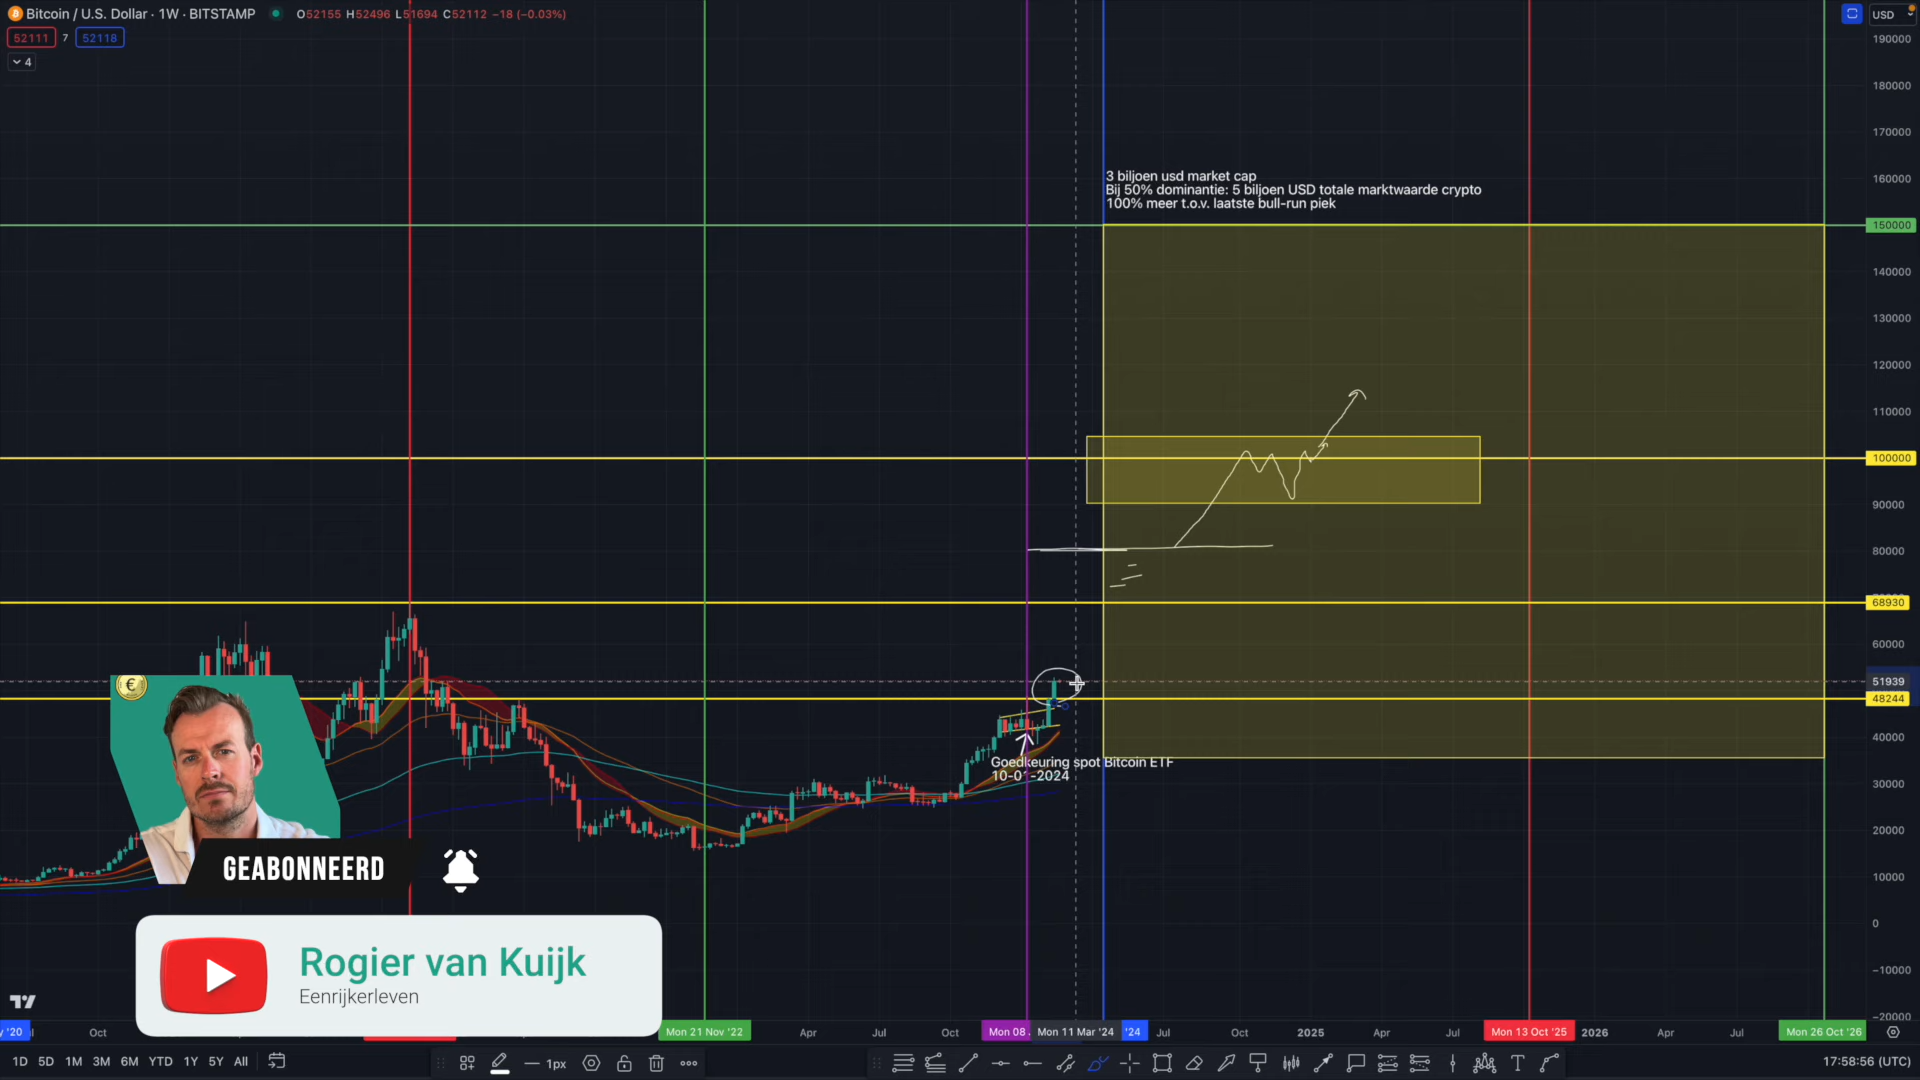 Bitcoin / U.S. Dollar · 1W · BITSTAMP
O52155 H52496 L51694 C52112 −18 (−0.03%)
USD
52111 7 52118
4
190000
180000
170000
160000
150000
140000
130000
120000
110000
100000
90000
80000
68930
60000
51939
48244
40000
30000
20000
10000
0
−10000
−20000
3 biljoen usd market cap
Bij 50% dominantie: 5 biljoen USD totale marktwaarde crypto
100% meer t.o.v. laatste bull-run piek
Goedkeuring spot Bitcoin ETF
-2024
€
GEABONNEERD
Rogier van Kuijk
Eenrijkerleven
'20 Oct Mon 21 Nov '22 Apr Jul Oct Mon 08 Mon 11 Mar '24 '24 Jul Oct 2025 Apr Jul Mon 13 Oct '25 2026 Apr Jul Mon 26 Oct '26
1D 5D 1M 3M 6M YTD 1Y 5Y All 1px T 17:58:56 (UTC)